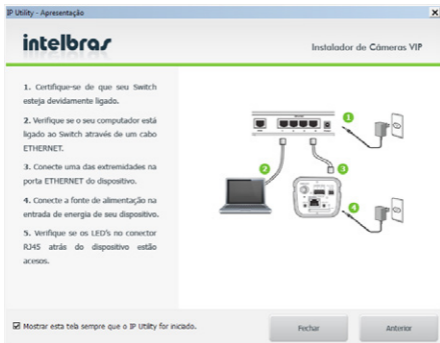 IP Utility - Apresentação
intelbras
Instalador de Câmeras VIP
1. Certifique-se de que seu Switch
esteja devidamente ligado.
2. Verifique se o seu computador está
ligado ao Switch através de um cabo
ETHERNET.
3. Conecte uma das extremidades na
porta ETHERNET do dispositivo.
4. Conecte a fonte de alimentação na
entrada de energia de seu dispositivo.
5. Verifique se os LED's no conector
RJ45 atrás do dispositivo estão
acesos.
1
2
3
4
Mostrar esta tela sempre que o IP Utility for iniciado.
Fechar
Anterior